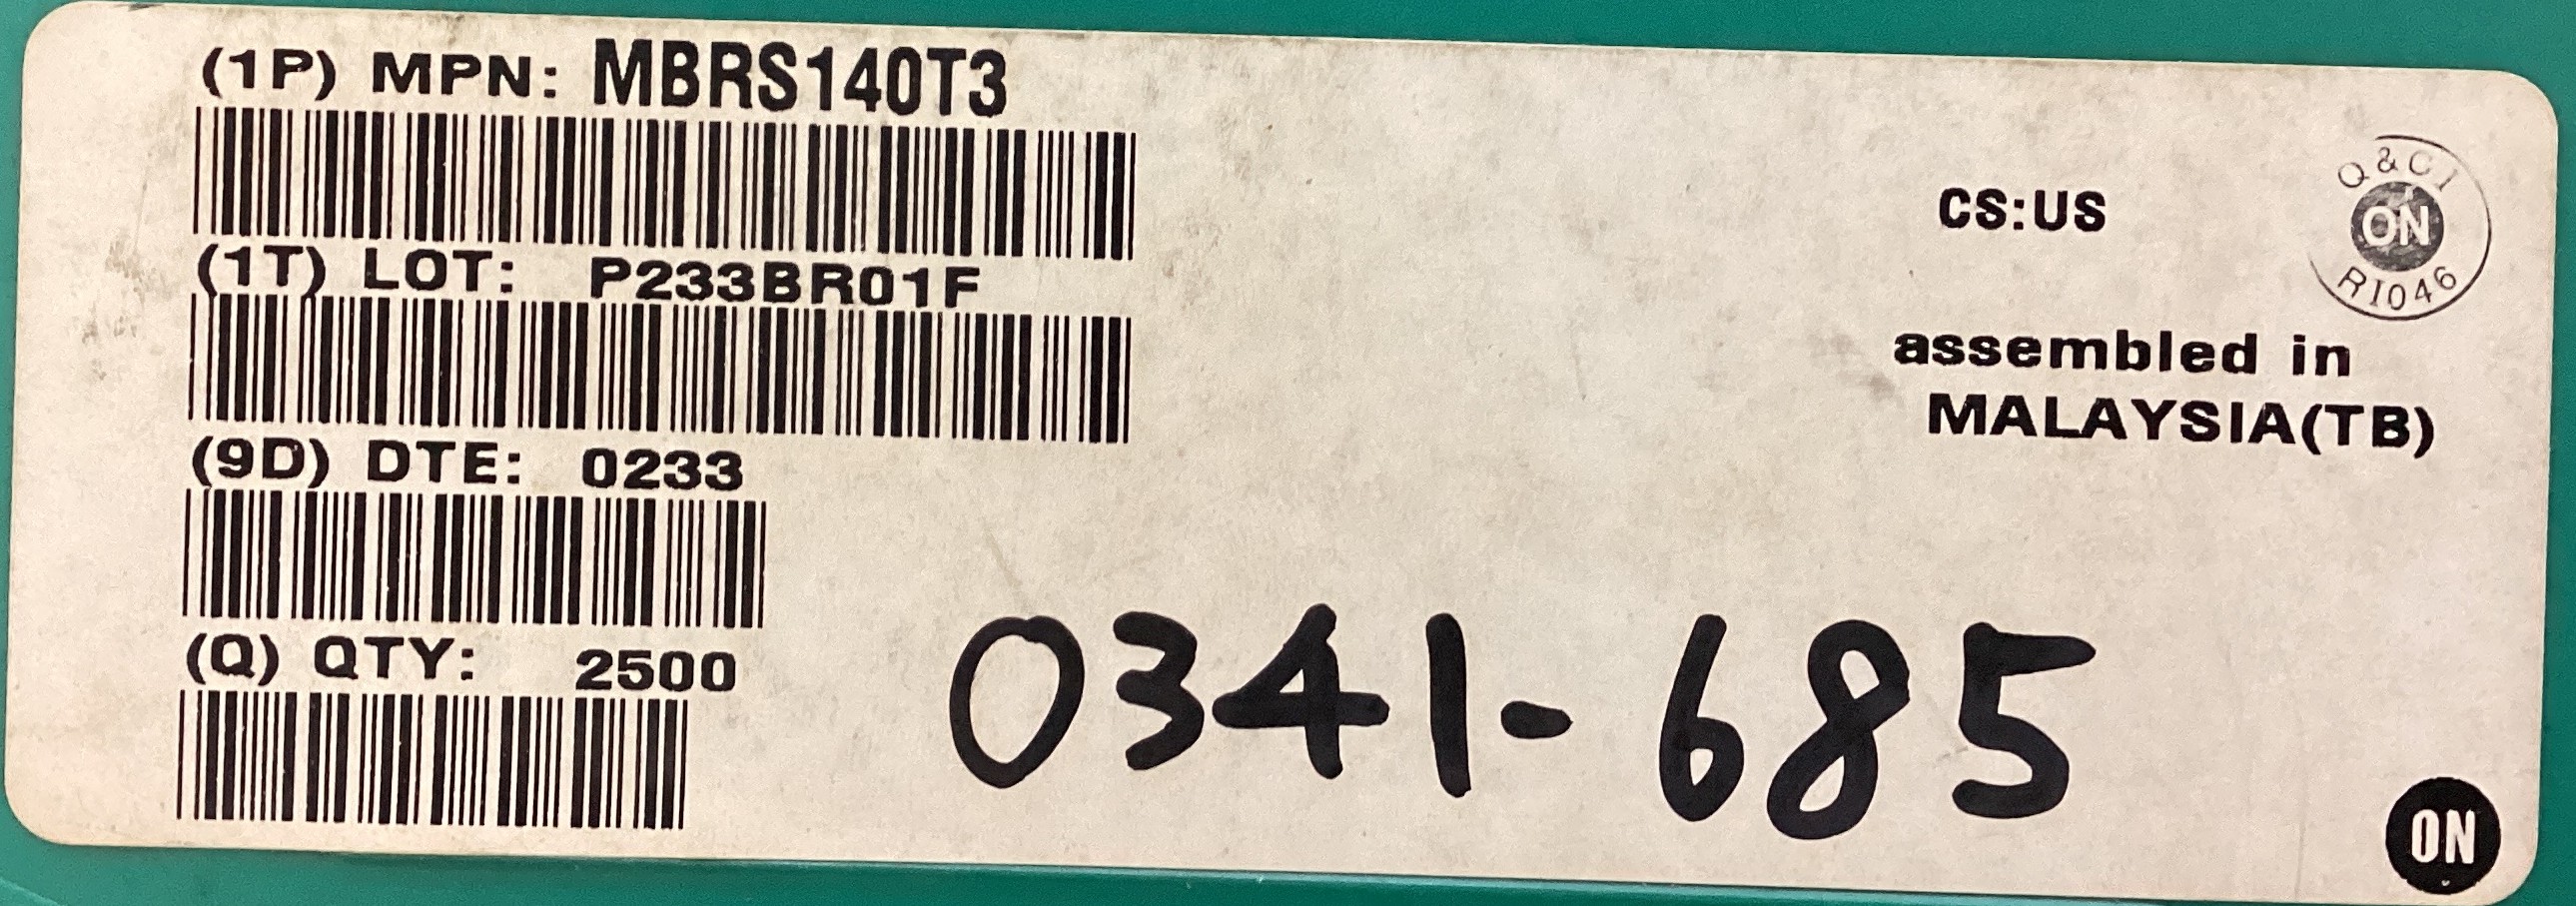 (1P) MPN: MBRS140T3
(1T) LOT: P233BR01F
(9D) DTE: 0233
(Q) QTY: 2500
0341-685
CS:US
Q & CI
ON
RI046
assembled in
MALAYSIA(TB)
ON